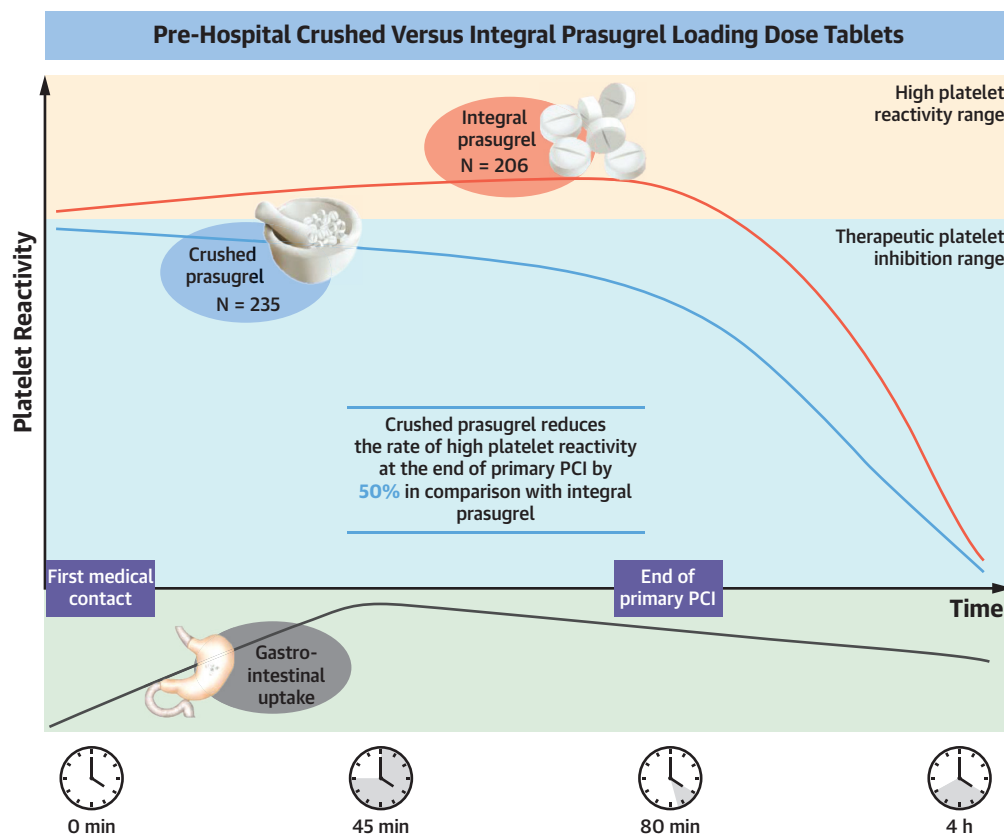 Pre-Hospital Crushed Versus Integral Prasugrel Loading Dose Tablets
High platelet
reactivity range
Integral
prasugrel
N = 206
Therapeutic platelet
inhibition range
Crushed
prasugrel
N = 235
Platelet Reactivity
Crushed prasugrel reduces
the rate of high platelet reactivity
at the end of primary PCI by
50% in comparison with integral
prasugrel
First medical
contact
End of
primary PCI
Time
Gastro-
intestinal
uptake
0 min
45 min
80 min
4 h